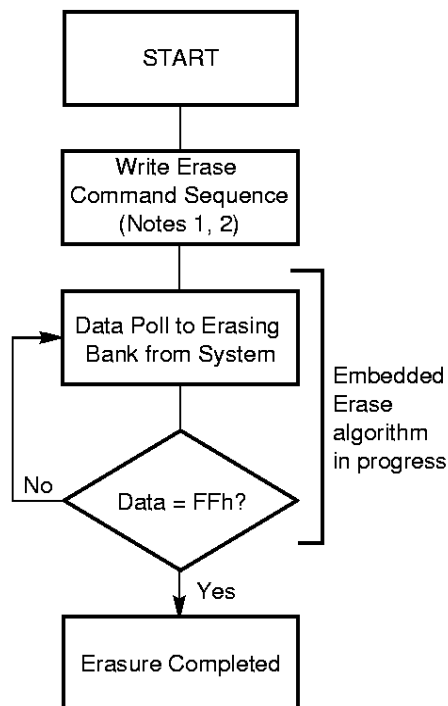 START
Write Erase
Command Sequence
(Notes 1, 2)
Data Poll to Erasing
Bank from System
Embedded
Erase
algorithm
in progress
No
Data = FFh?
Yes
Erasure Completed